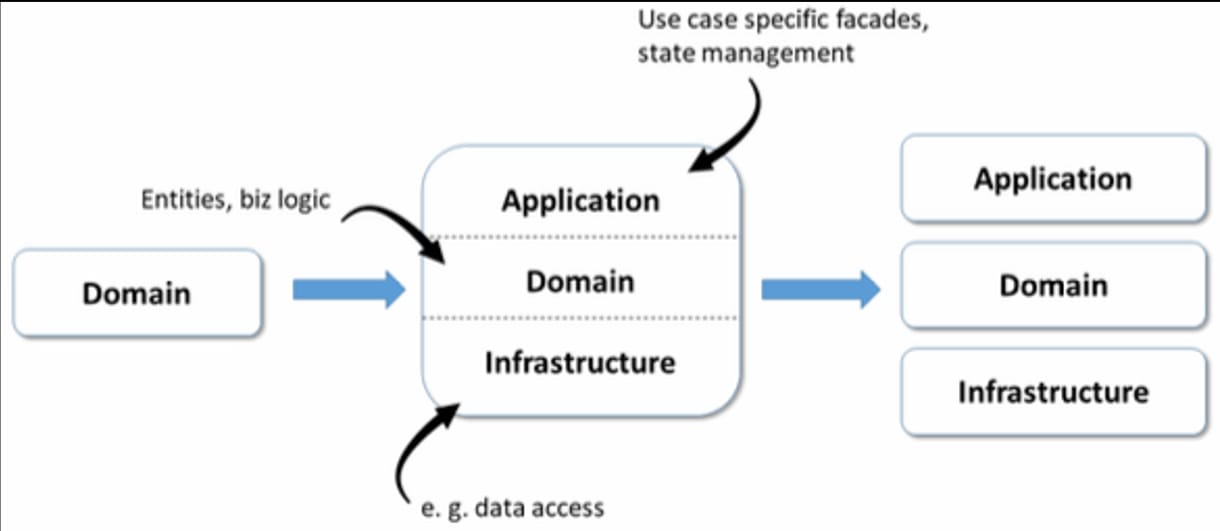 Use case specific facades,
state management
Entities, biz logic
Domain
Application
Domain
Infrastructure
e. g. data access
Application
Domain
Infrastructure